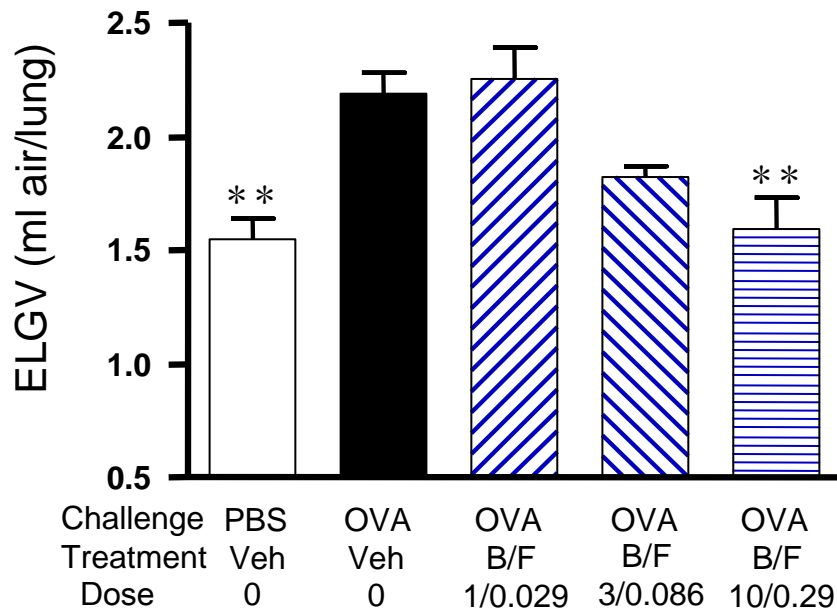 ELGV (ml air/lung)
2.5
2.0
1.5
1.0
0.5
**
**
Challenge PBS OVA OVA OVA OVA
Treatment Veh Veh B/F B/F B/F
Dose 0 0 1/0.029 3/0.086 10/0.29